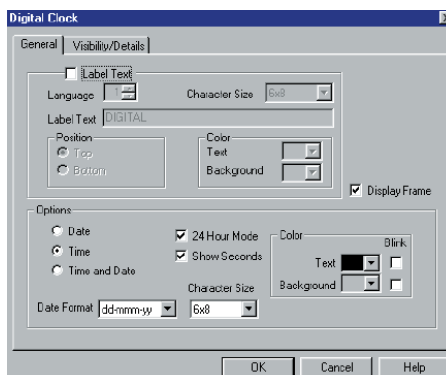 Digital Clock
General Visibility/Details
Label Text
Language 1 Character Size 6x8
Label Text DIGITAL
Position Color
Top Text
Bottom Background
Display Frame
Options
Date 24 Hour Mode Color Blink
Time Show Seconds Text
Time and Date Character Size Background
Date Format dd-mmm-yy 6x8
OK Cancel Help